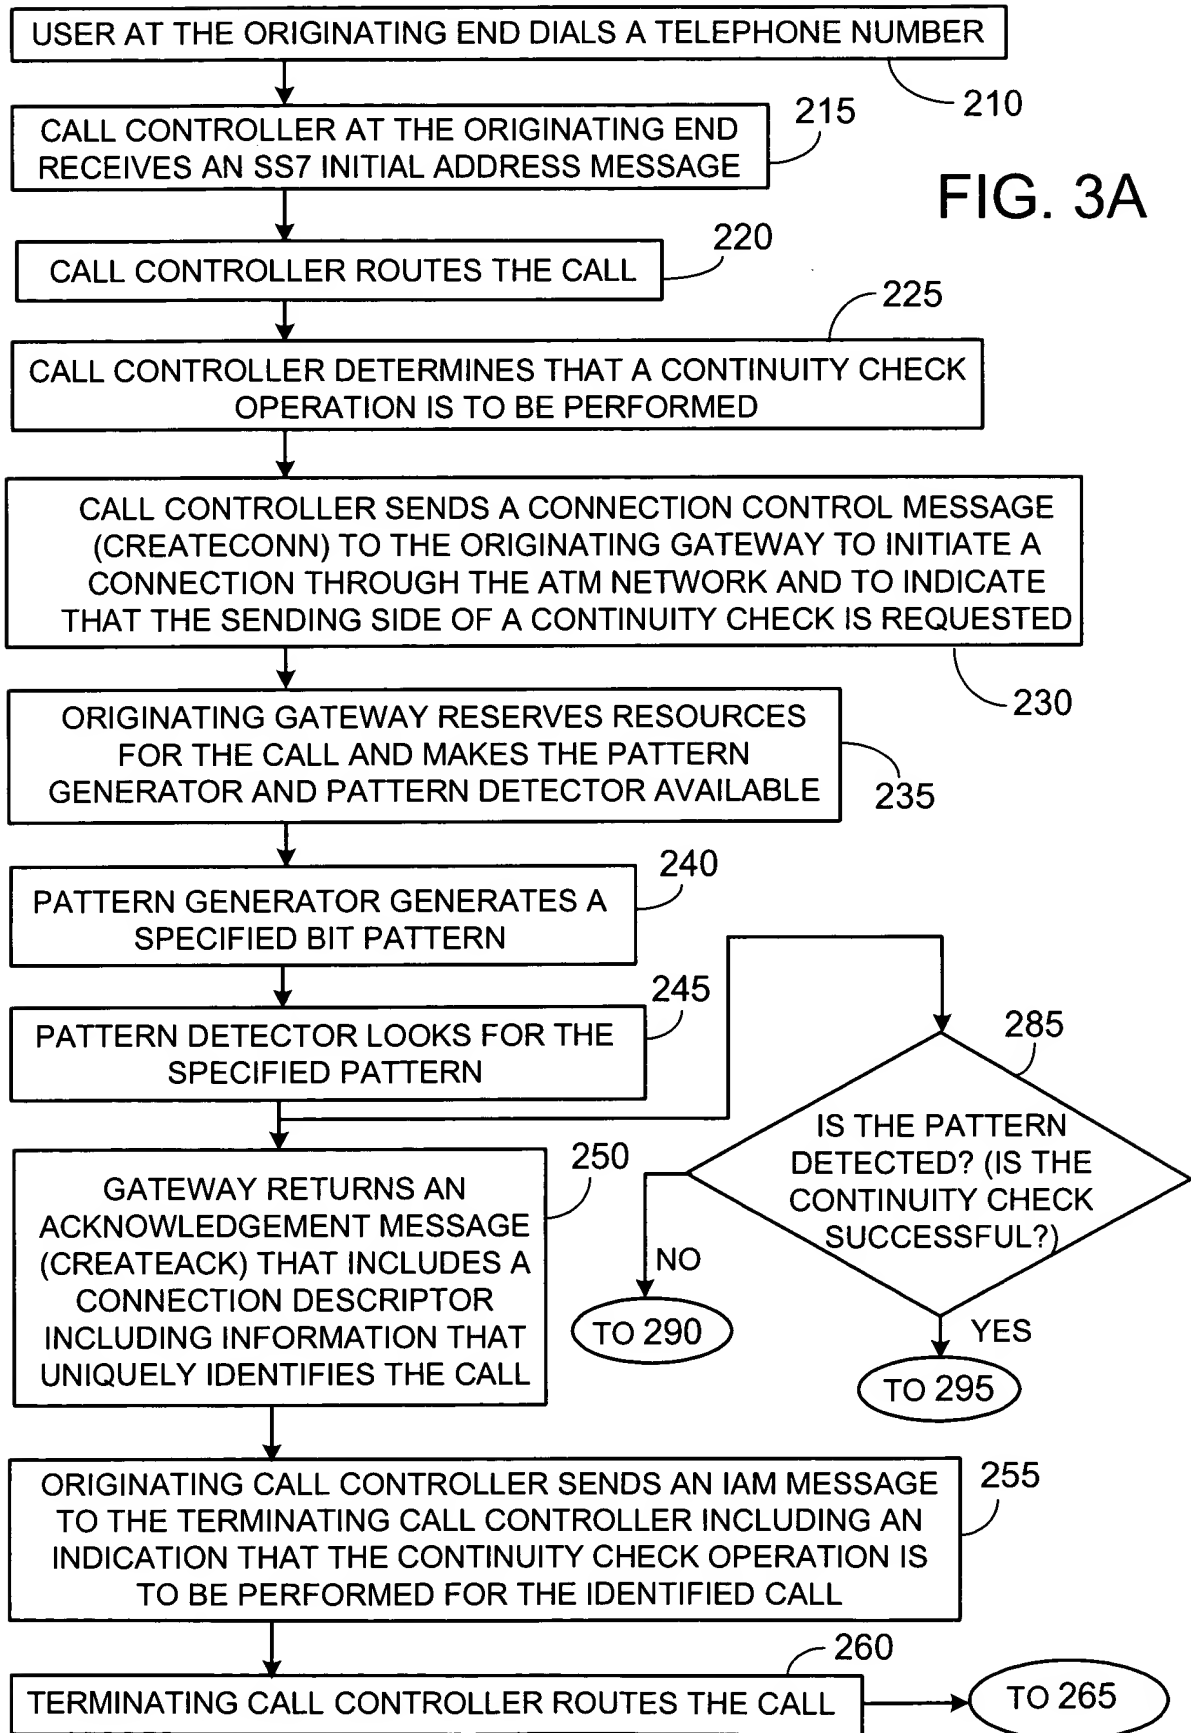 USER AT THE ORIGINATING END DIALS A TELEPHONE NUMBER
210
CALL CONTROLLER AT THE ORIGINATING END
RECEIVES AN SS7 INITIAL ADDRESS MESSAGE
215
FIG. 3A
CALL CONTROLLER ROUTES THE CALL
220
225
CALL CONTROLLER DETERMINES THAT A CONTINUITY CHECK
OPERATION IS TO BE PERFORMED
CALL CONTROLLER SENDS A CONNECTION CONTROL MESSAGE
(CREATECONN) TO THE ORIGINATING GATEWAY TO INITIATE A
CONNECTION THROUGH THE ATM NETWORK AND TO INDICATE
THAT THE SENDING SIDE OF A CONTINUITY CHECK IS REQUESTED
230
ORIGINATING GATEWAY RESERVES RESOURCES
FOR THE CALL AND MAKES THE PATTERN
GENERATOR AND PATTERN DETECTOR AVAILABLE
235
240
PATTERN GENERATOR GENERATES A
SPECIFIED BIT PATTERN
245
PATTERN DETECTOR LOOKS FOR THE
SPECIFIED PATTERN
285
IS THE PATTERN
DETECTED? (IS THE
CONTINUITY CHECK
SUCCESSFUL?)
NO
TO 290
YES
TO 295
250
GATEWAY RETURNS AN
ACKNOWLEDGEMENT MESSAGE
(CREATEACK) THAT INCLUDES A
CONNECTION DESCRIPTOR
INCLUDING INFORMATION THAT
UNIQUELY IDENTIFIES THE CALL
ORIGINATING CALL CONTROLLER SENDS AN IAM MESSAGE
TO THE TERMINATING CALL CONTROLLER INCLUDING AN
INDICATION THAT THE CONTINUITY CHECK OPERATION IS
TO BE PERFORMED FOR THE IDENTIFIED CALL
255
260
TERMINATING CALL CONTROLLER ROUTES THE CALL
TO 265